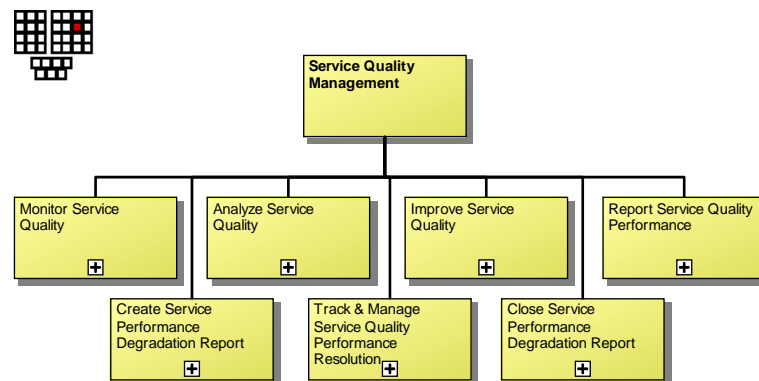 Service Quality
Management
Monitor Service
Quality
Analyze Service
Quality
Improve Service
Quality
Report Service Quality
Performance
Create Service
Performance
Degradation Report
Track & Manage
Service Quality
Performance
Resolution
Close Service
Performance
Degradation Report